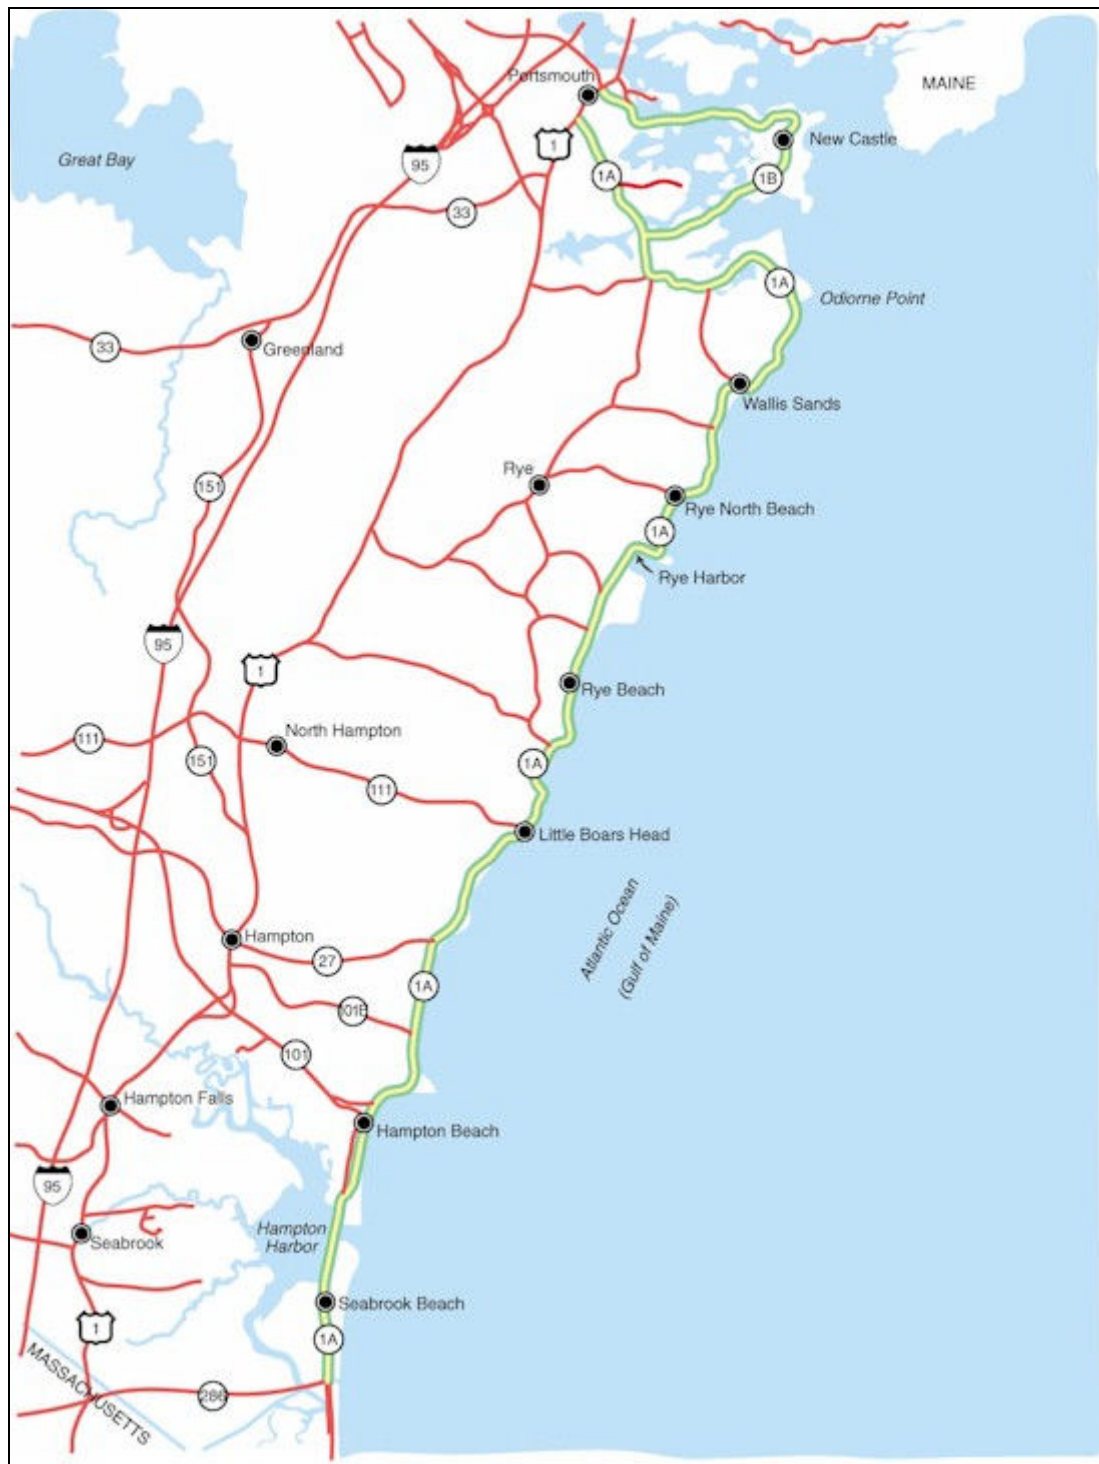 Portsmouth
MAINE
1
New Castle
Great Bay
95
1A
1B
33
1A
Odiorne Point
33
Greenland
Wallis Sands
Rye
151
Rye North Beach
1A
Rye Harbor
95
1
Rye Beach
North Hampton
111
151
1A
111
Little Boars Head
Atlantic Ocean
(Gulf of Maine)
Hampton
27
1A
01E
101
Hampton Falls
Hampton Beach
95
Hampton
Harbor
Seabrook
Seabrook Beach
1
1A
MASSACHUSETTS
286